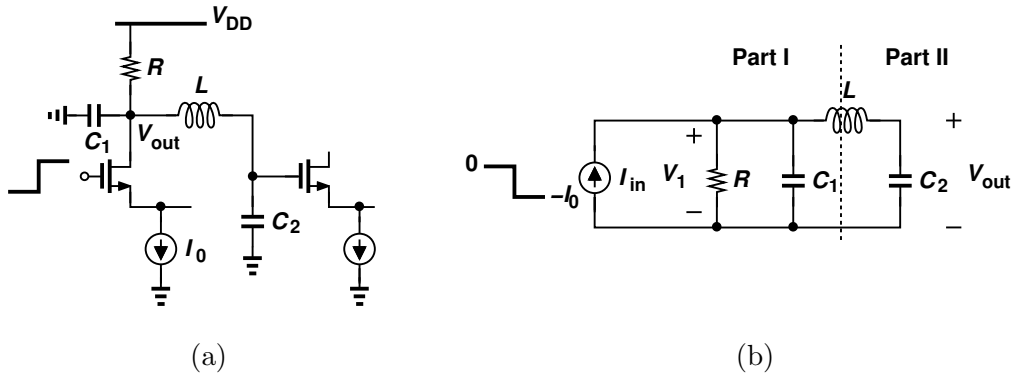 V_DD
R
L
C_1
V_out
I_0
C_2
(a)
Part I
Part II
L
0
−I_0
I_in
+
V_1
−
R
C_1
C_2
+
V_out
−
(b)